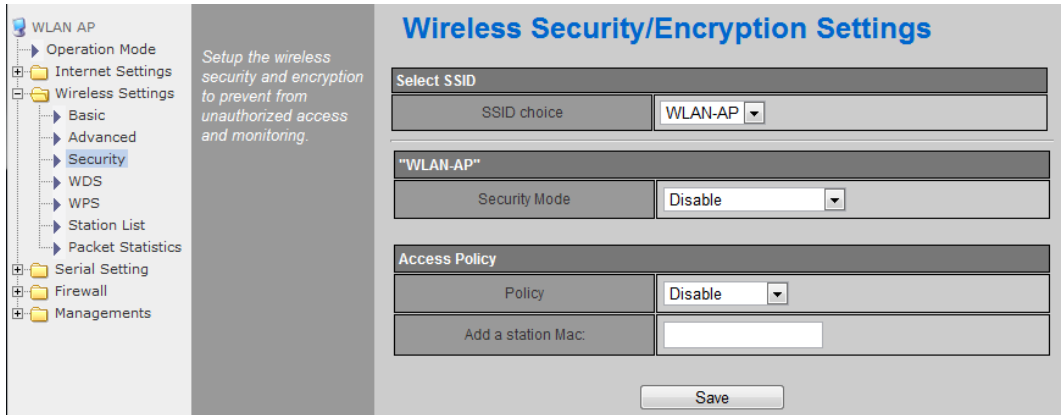 WLAN AP
Operation Mode
Internet Settings
Wireless Settings
Basic
Advanced
Security
WDS
WPS
Station List
Packet Statistics
Serial Setting
Firewall
Managements
Setup the wireless
security and encryption
to prevent from
unauthorized access
and monitoring.
Wireless Security/Encryption Settings
Select SSID
SSID choice WLAN-AP
"WLAN-AP"
Security Mode Disable
Access Policy
Policy Disable
Add a station Mac:
Save